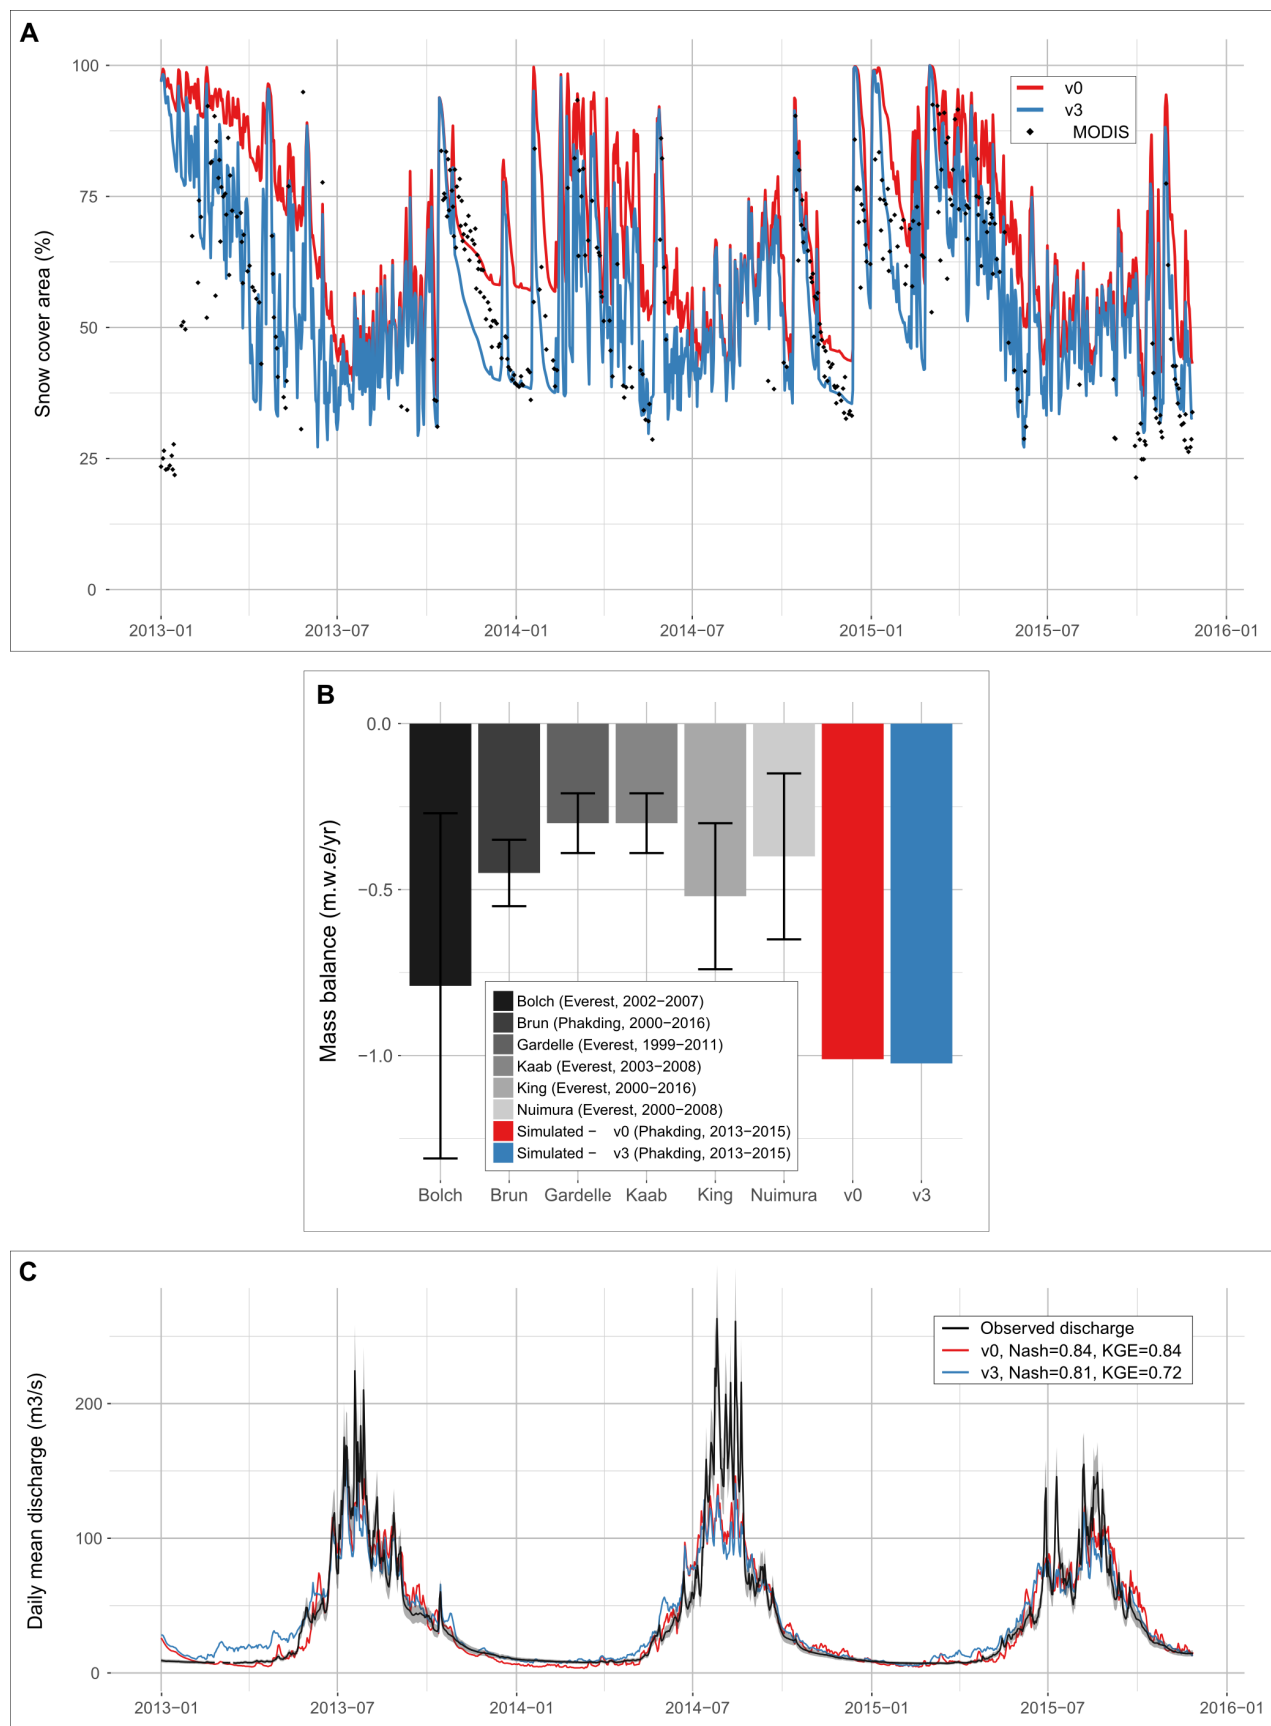 A
100
75
50
25
0
Snow cover area (%)
v0
v3
MODIS
2013−01
2013−07
2014−01
2014−07
2015−01
2015−07
2016−01
B
0.0
−0.5
−1.0
Mass balance (m.w.e/yr)
Bolch (Everest, 2002−2007)
Brun (Phakding, 2000−2016)
Gardelle (Everest, 1999−2011)
Kaab (Everest, 2003−2008)
King (Everest, 2000−2016)
Nuimura (Everest, 2000−2008)
Simulated − v0 (Phakding, 2013−2015)
Simulated − v3 (Phakding, 2013−2015)
Bolch
Brun
Gardelle
Kaab
King
Nuimura
v0
v3
C
200
100
0
Daily mean discharge (m3/s)
Observed discharge
v0, Nash=0.84, KGE=0.84
v3, Nash=0.81, KGE=0.72
2013−01
2013−07
2014−01
2014−07
2015−01
2015−07
2016−01